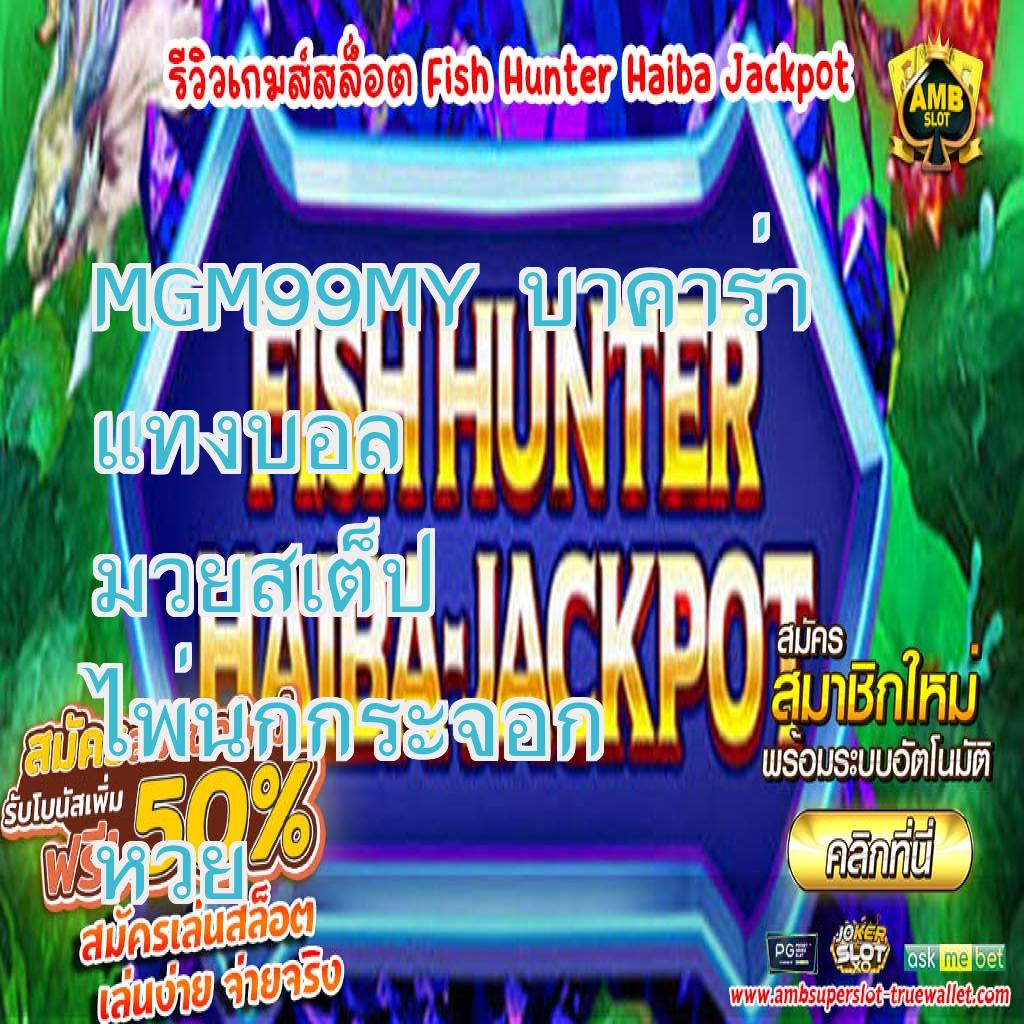 รีวิวเกมส์สล็อต Fish Hunter Haiba Jackpot
AMB
SLOT
MGM99MY บาคาร่า
FISH HUNTER
แทงบอล
มวยสเต็ป
HAIBA JACKPOT
ไพ่นกกระจอก
หวย
สมัคร
สมาชิกใหม่
พร้อมระบบอัตโนมัติ
คลิกที่นี่
รับโบนัสเพิ่ม
ฟรี 50%
สมัครเล่นสล็อต
เล่นง่าย จ่ายจริง
PG
JOKER
SLOT
XO
ask me bet
www.ambsuperslot-truewallet.com